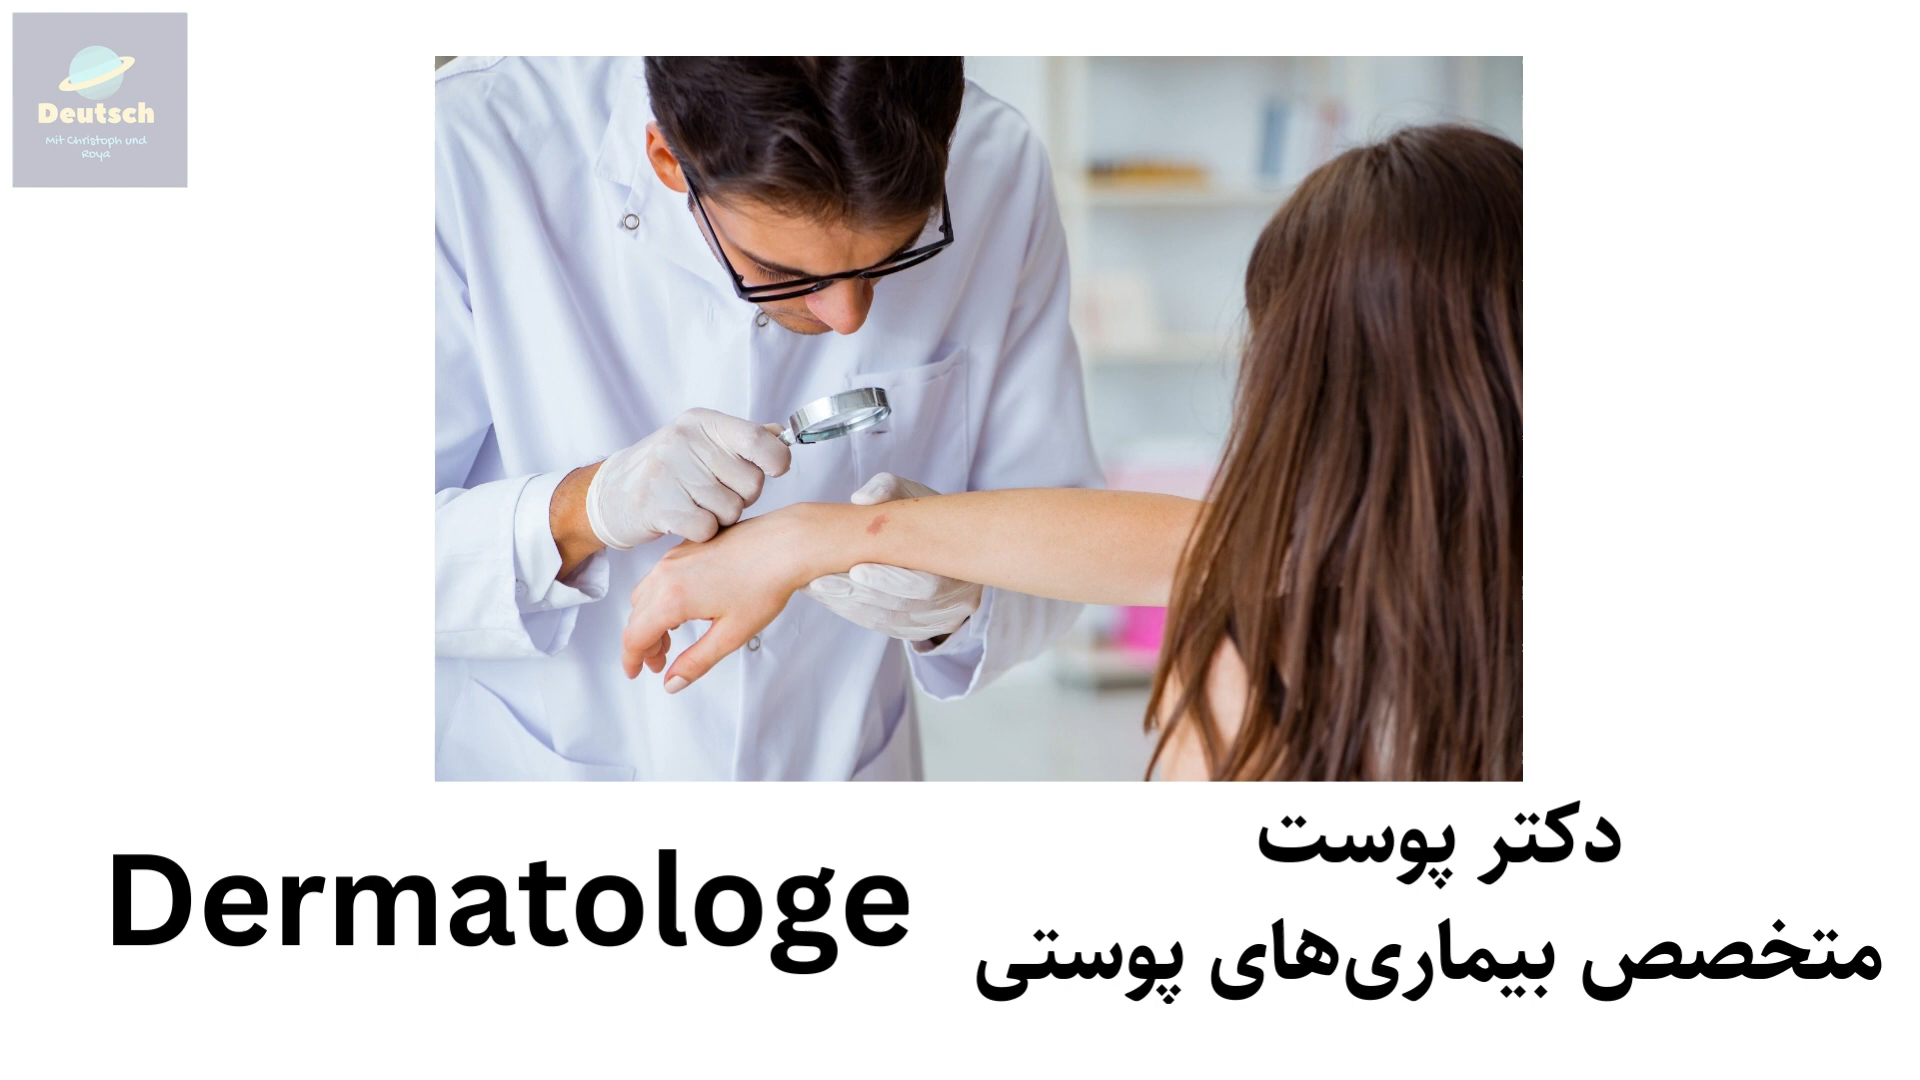 Deutsch
Mit Christoph und
Roya
Dermatologe
دکتر پوست
متخصص بیماری‌های پوستی